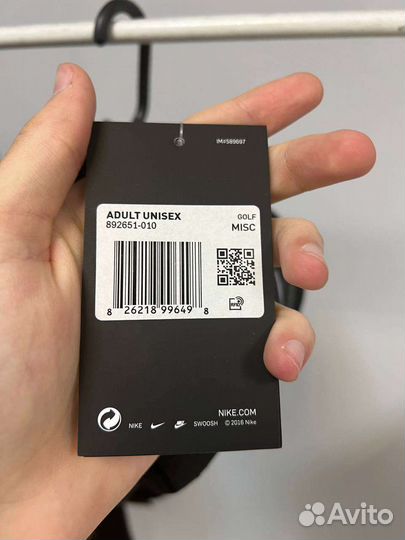 IM#589697
ADULT UNISEX
892651-010
GOLF
MISC
8 26218 99649 8
RFID
NIKE.COM
NIKE SWOOSH © 2016 Nike
Avito